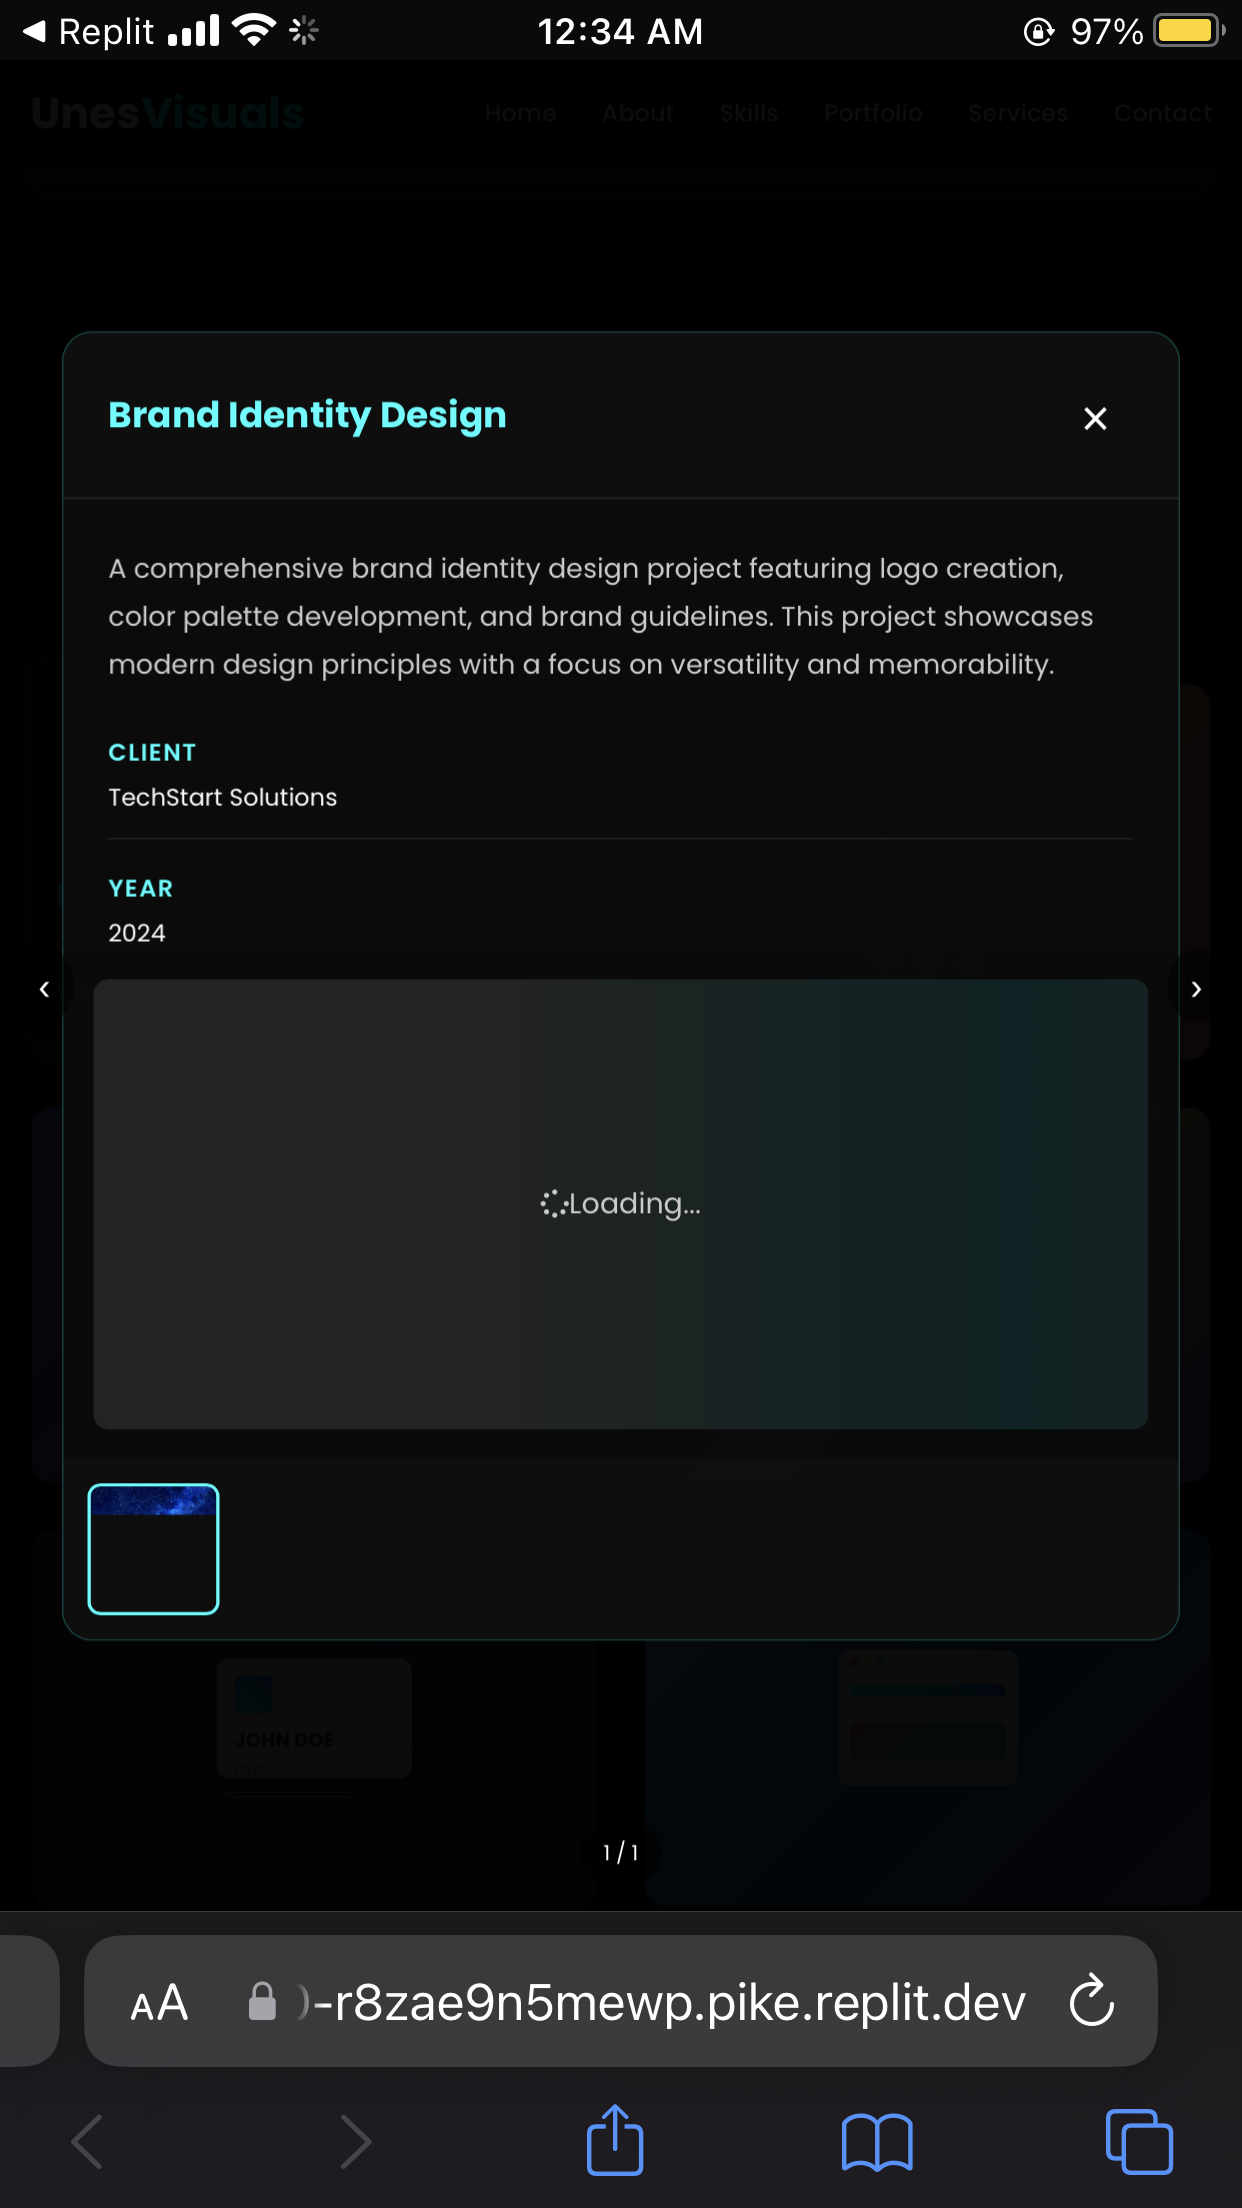 Replit
12:34 AM
97%
UnesVisuals
Home About Skills Portfolio Services Contact
Brand Identity Design
A comprehensive brand identity design project featuring logo creation,
color palette development, and brand guidelines. This project showcases
modern design principles with a focus on versatility and memorability.
CLIENT
TechStart Solutions
YEAR
2024
Loading...
JOHN DOE
CEO
1 / 1
AA
)-r8zae9n5mewp.pike.replit.dev